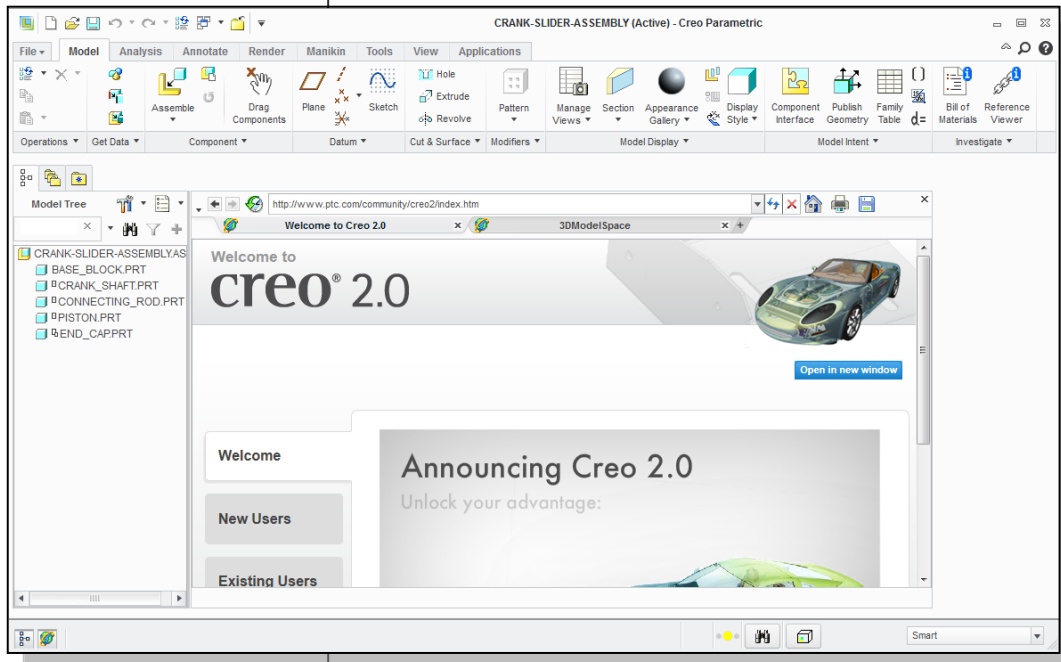 CRANK-SLIDER-ASSEMBLY (Active) - Creo Parametric
File Model Analysis Annotate Render Manikin Tools View Applications
Assemble
Drag
Components
Plane
Sketch
Hole
Extrude
Revolve
Pattern
Manage
Views
Section
Appearance
Gallery
Display
Style
Component
Interface
Publish
Geometry
Family
Table
d=
Bill of
Materials
Reference
Viewer
Operations Get Data Component Datum Cut & Surface Modifiers Model Display Model Intent Investigate
Model Tree
http://www.ptc.com/community/creo2/index.htm
Welcome to Creo 2.0 3DModelSpace
CRANK-SLIDER-ASSEMBLY.AS
BASE_BLOCK.PRT
CRANK_SHAFT.PRT
CONNECTING_ROD.PRT
PISTON.PRT
END_CAP.PRT
Welcome to
creo® 2.0
Open in new window
Welcome
New Users
Existing Users
Announcing Creo 2.0
Unlock your advantage:
Smart